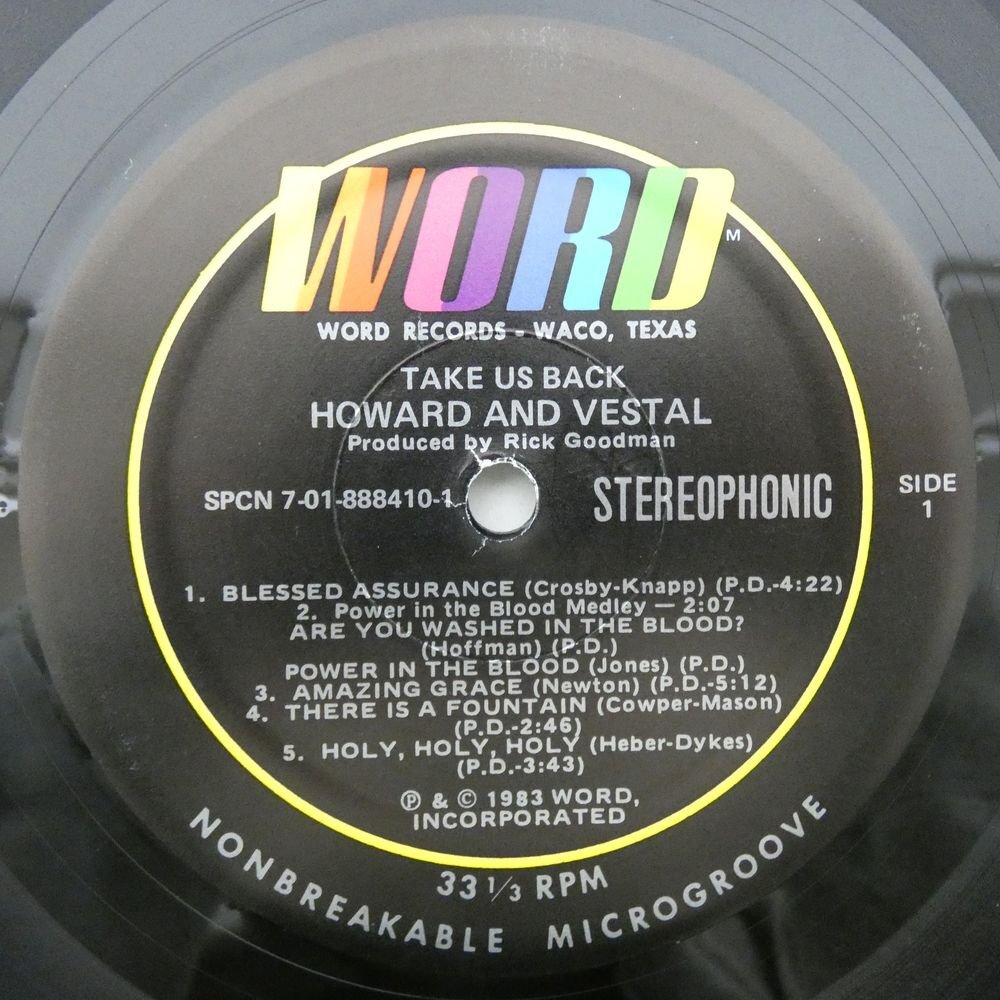 WORD
M
WORD RECORDS - WACO, TEXAS
TAKE US BACK
HOWARD AND VESTAL
Produced by Rick Goodman
SPCN 7-01-888410-1
STEREOPHONIC
SIDE
1
1. BLESSED ASSURANCE (Crosby-Knapp) (P.D.-4:22)
2. Power in the Blood Medley — 2:07
ARE YOU WASHED IN THE BLOOD?
(Hoffman) (P.D.)
POWER IN THE BLOOD (Jones) (P.D.)
3. AMAZING GRACE (Newton) (P.D.-5:12)
4. THERE IS A FOUNTAIN (Cowper-Mason)
(P.D.-2:46)
5. HOLY, HOLY, HOLY (Heber-Dykes)
(P.D.-3:43)
℗ & © 1983 WORD,
INCORPORATED
33 1/3 RPM
NONBREAKABLE MICROGROOVE